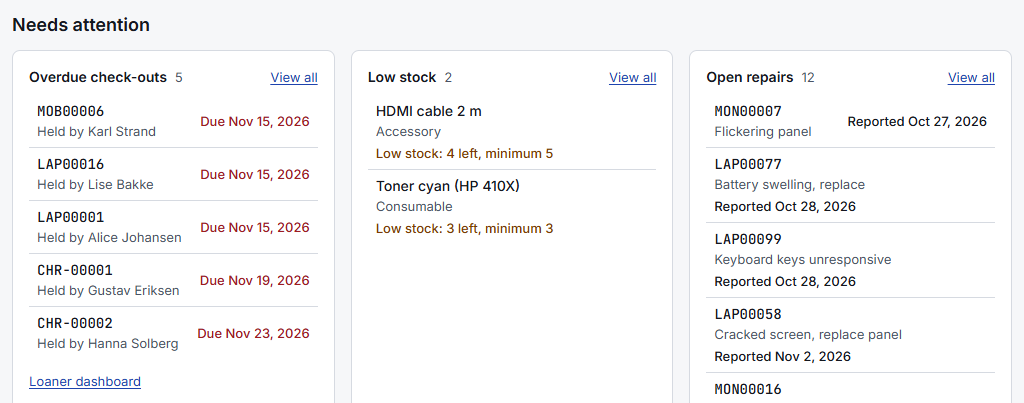 Needs attention
Overdue check-outs 5 View all
MOB00006
Held by Karl Strand
Due Nov 15, 2026
LAP00016
Held by Lise Bakke
Due Nov 15, 2026
LAP00001
Held by Alice Johansen
Due Nov 15, 2026
CHR-00001
Held by Gustav Eriksen
Due Nov 19, 2026
CHR-00002
Held by Hanna Solberg
Due Nov 23, 2026
Loaner dashboard
Low stock 2 View all
HDMI cable 2 m
Accessory
Low stock: 4 left, minimum 5
Toner cyan (HP 410X)
Consumable
Low stock: 3 left, minimum 3
Open repairs 12 View all
MON00007
Flickering panel
Reported Oct 27, 2026
LAP00077
Battery swelling, replace
Reported Oct 28, 2026
LAP00099
Keyboard keys unresponsive
Reported Oct 28, 2026
LAP00058
Cracked screen, replace panel
Reported Nov 2, 2026
MON00016